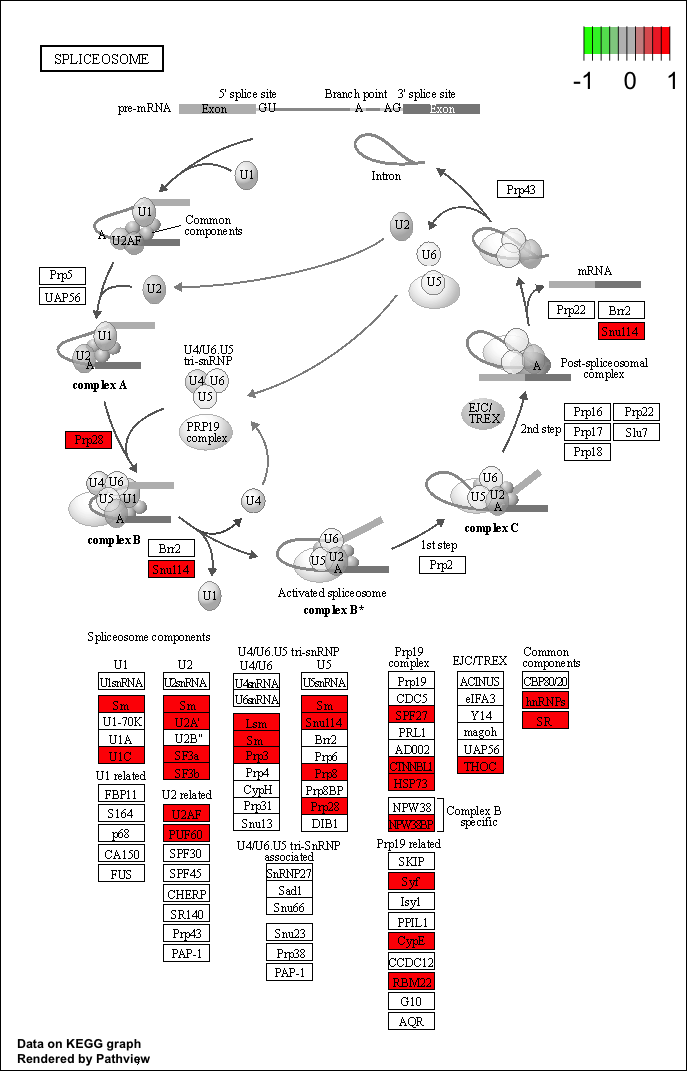 SPLICEOSOME
-1 0 1
5' splice site
Branch point
3' splice site
pre-mRNA
Exon
GU
A
AG
Exon
U1
Intron
Prp43
U1
A
U2AF
Common
components
U2
U6
U5
mRNA
Prp5
UAP56
U2
Prp22
Brr2
Snu114
U1
U2
A
complex A
U4/U6.U5
tri-snRNP
U4 U6
U5
A
Post-spliceosomal
complex
PRP19
complex
EJC/
TREX
2nd step
Prp16
Prp22
Prp17
Slu7
Prp18
Prp28
U4 U6
U5 U1
A
complex B
U4
U6
U5 U2
A
complex C
Brr2
Snu114
U1
U6
U5 U2
A
1st step
Prp2
Activated spliceosome
complex B*
Spliceosome components
U1
U1snRNA
Sm
U1-70K
U1A
U1C
U1 related
FBP11
S164
p68
CA150
FUS
U2
U2snRNA
Sm
U2A'
U2B"
SF3a
SF3b
U2 related
U2AF
PUF60
SPF30
SPF45
CHERP
SR140
Prp43
PAP-1
U4/U6.U5 tri-snRNP
U4/U6
U4snRNA
U6snRNA
Lsm
Sm
Prp3
Prp4
CypH
Prp31
Snu13
U5
U5snRNA
Sm
Snu114
Brr2
Prp6
Prp8
Prp8BP
Prp28
DIB1
U4/U6.U5 tri-SnRNP
associated
SnRNP27
Sad1
Snu66
Snu23
Prp38
PAP-1
Prp19
complex
Prp19
CDC5
SPF27
PRL1
AD002
CTNNBL1
HSP73
NPW38
NPW38BP
Complex B
specific
Prp19 related
SKIP
Syf
Isy1
PPIL1
CypE
CCDC12
RBM22
G10
AQR
EJC/TREX
ACINUS
eIFA3
Y14
magoh
UAP56
THOC
Common
components
CBP80/20
hnRNPs
SR
Data on KEGG graph
Rendered by Pathview